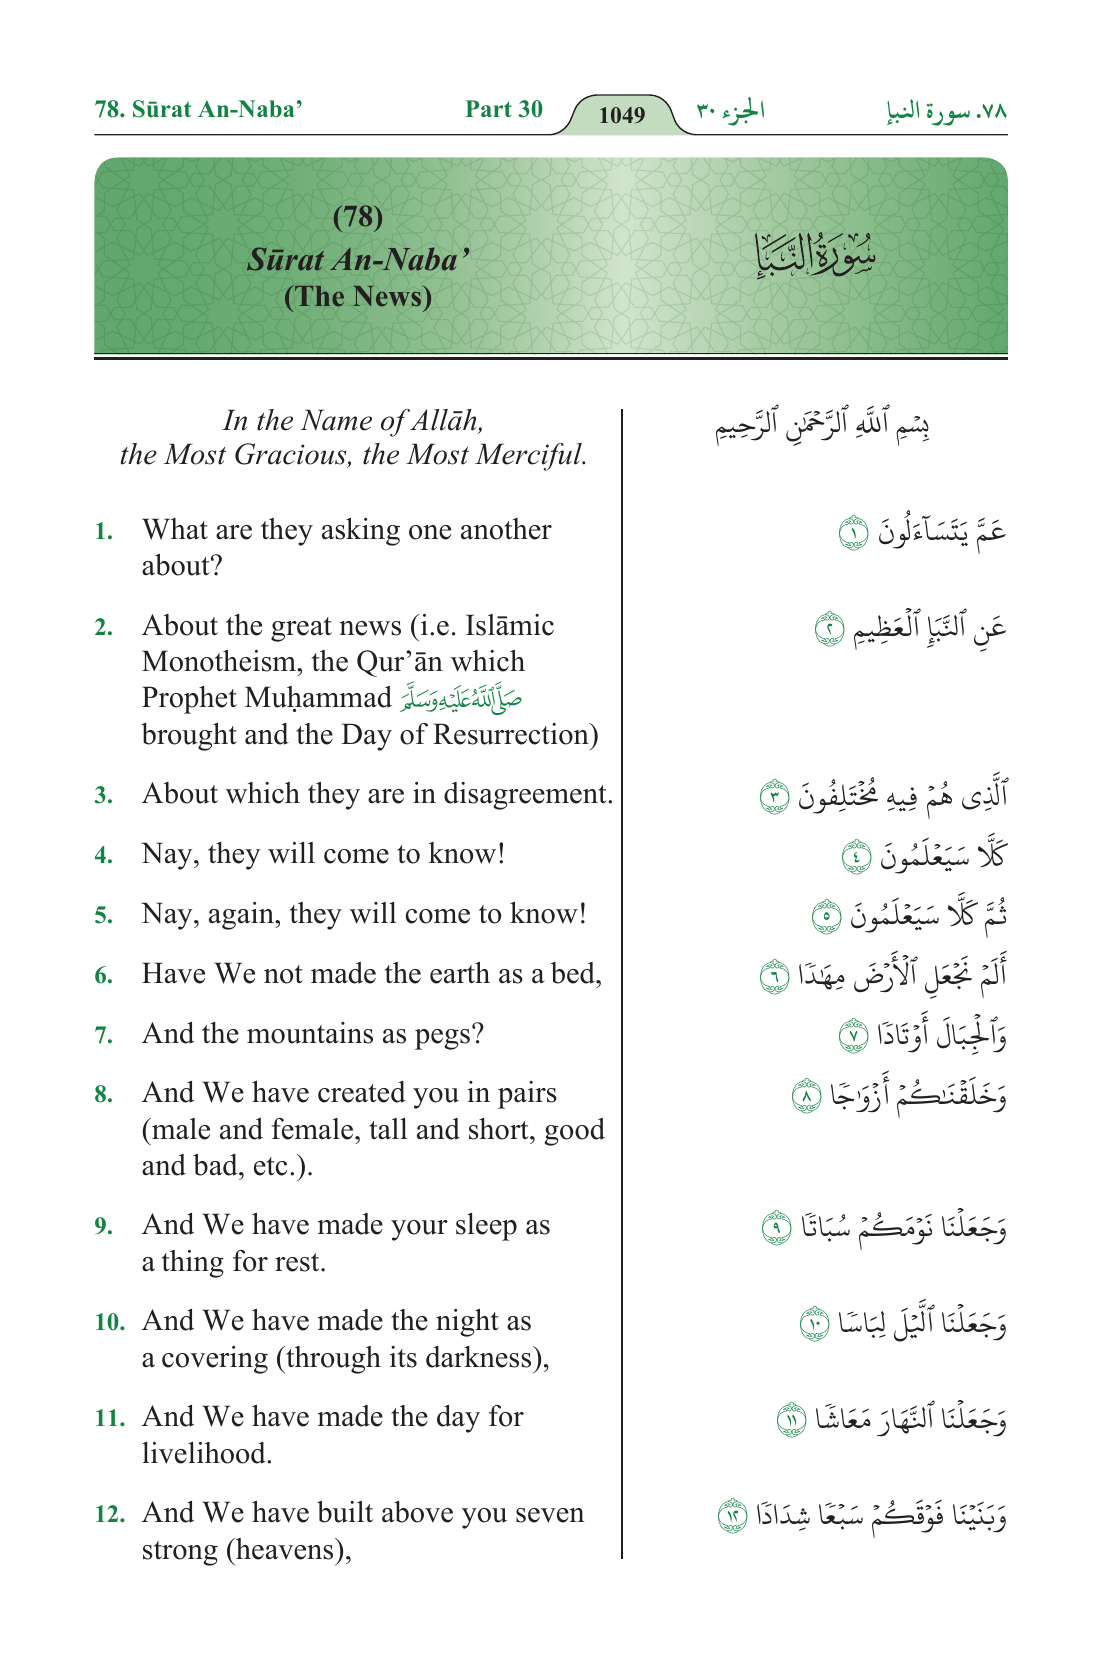 78. Sūrat An-Naba’ Part 30 1049 الجزء ٣٠ ٧٨. سورة النبإ
(78)
Sūrat An-Naba’
(The News)
سُورَةُ النَّبَإِ
In the Name of Allāh,
the Most Gracious, the Most Merciful.
بِسۡمِ ٱللَّهِ ٱلرَّحۡمَٰنِ ٱلرَّحِيمِ
1. What are they asking one another
about?
عَمَّ يَتَسَآءَلُونَ ١
2. About the great news (i.e. Islāmic
Monotheism, the Qur’ān which
Prophet Muḥammad صَلَّى ٱللَّهُ عَلَيْهِ وَسَلَّمَ
brought and the Day of Resurrection)
عَنِ ٱلنَّبَإِ ٱلۡعَظِيمِ ٢
3. About which they are in disagreement.
ٱلَّذِى هُمۡ فِيهِ مُخۡتَلِفُونَ ٣
4. Nay, they will come to know!
كَلَّا سَيَعۡلَمُونَ ٤
5. Nay, again, they will come to know!
ثُمَّ كَلَّا سَيَعۡلَمُونَ ٥
6. Have We not made the earth as a bed,
أَلَمۡ نَجۡعَلِ ٱلۡأَرۡضَ مِهَٰدٗا ٦
7. And the mountains as pegs?
وَٱلۡجِبَالَ أَوۡتَادٗا ٧
8. And We have created you in pairs
(male and female, tall and short, good
and bad, etc.).
وَخَلَقۡنَٰكُمۡ أَزۡوَٰجٗا ٨
9. And We have made your sleep as
a thing for rest.
وَجَعَلۡنَا نَوۡمَكُمۡ سُبَاتٗا ٩
10. And We have made the night as
a covering (through its darkness),
وَجَعَلۡنَا ٱلَّيۡلَ لِبَاسٗا ١٠
11. And We have made the day for
livelihood.
وَجَعَلۡنَا ٱلنَّهَارَ مَعَاشٗا ١١
12. And We have built above you seven
strong (heavens),
وَبَنَيۡنَا فَوۡقَكُمۡ سَبۡعٗا شِدَادٗا ١٢